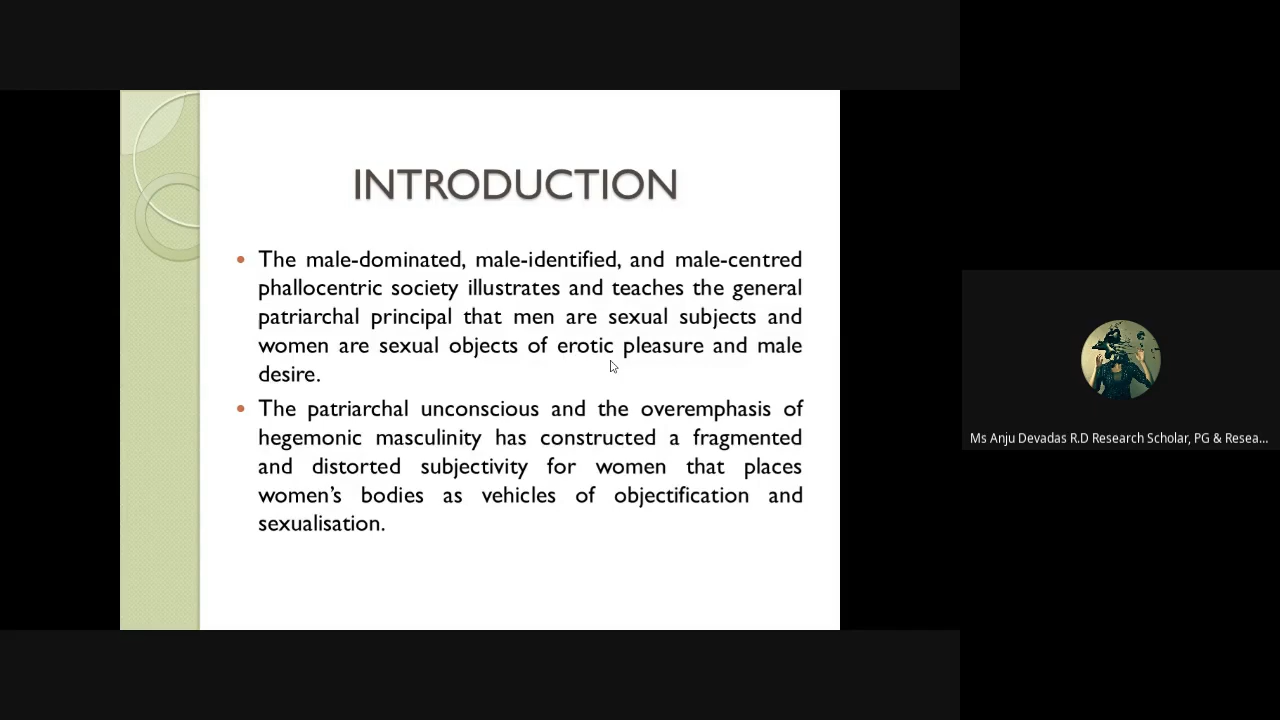 INTRODUCTION
The male-dominated, male-identified, and male-centred
phallocentric society illustrates and teaches the general
patriarchal principal that men are sexual subjects and
women are sexual objects of erotic pleasure and male
desire.
The patriarchal unconscious and the overemphasis of
hegemonic masculinity has constructed a fragmented
and distorted subjectivity for women that places
women's bodies as vehicles of objectification and
sexualisation.
Ms Anju Devadas R.D Research Scholar, PG & Resea...